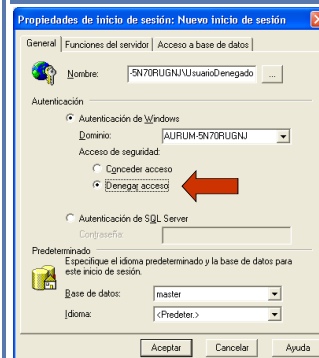 Propiedades de inicio de sesión: Nuevo inicio de sesión
General Funciones del servidor Acceso a base de datos
Nombre: -5N70RUGNJ\UsuarioDenegado ...
Autenticación
Autenticación de Windows
Dominio: AURUM-5N70RUGNJ
Acceso de seguridad:
Conceder acceso
Denegar acceso
Autenticación de SQL Server
Contraseña:
Predeterminado
Especifique el idioma predeterminado y la base de datos para
este inicio de sesión.
Base de datos: master
Idioma: <Predeter.>
Aceptar Cancelar Ayuda